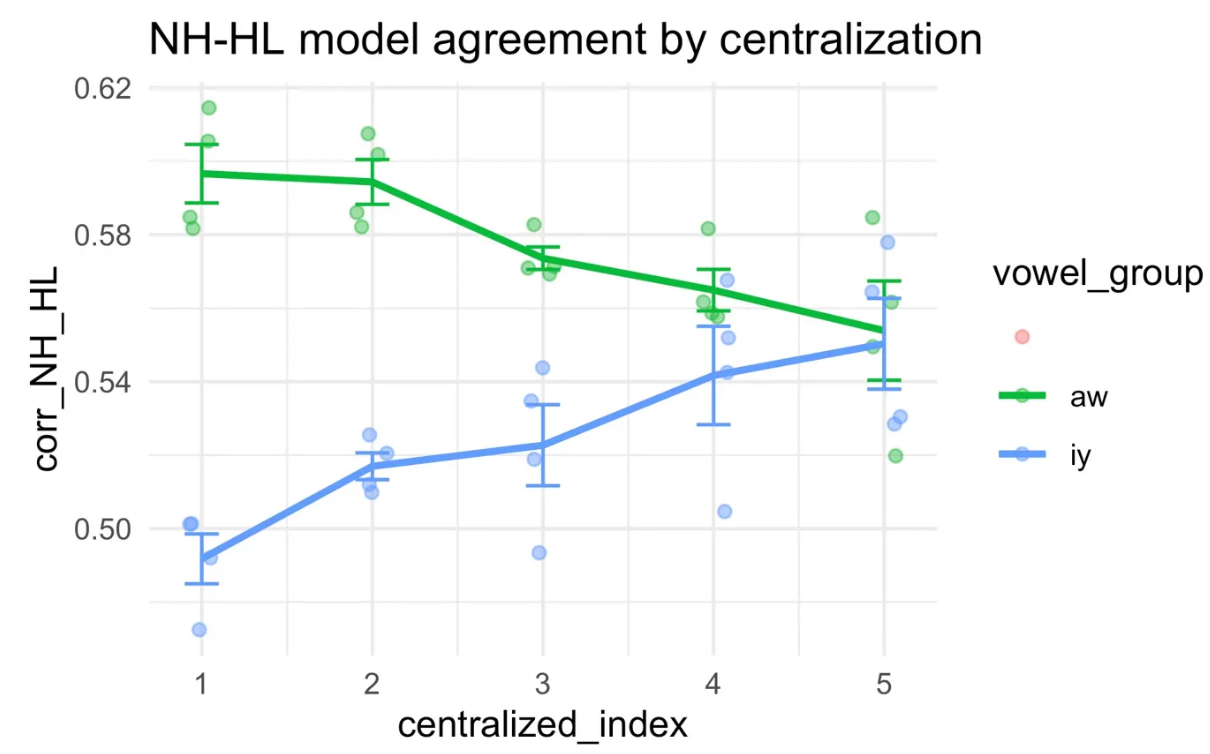 NH-HL model agreement by centralization
0.62
0.58
0.54
0.50
corr_NH_HL
1 2 3 4 5
centralized_index
vowel_group
aw
iy